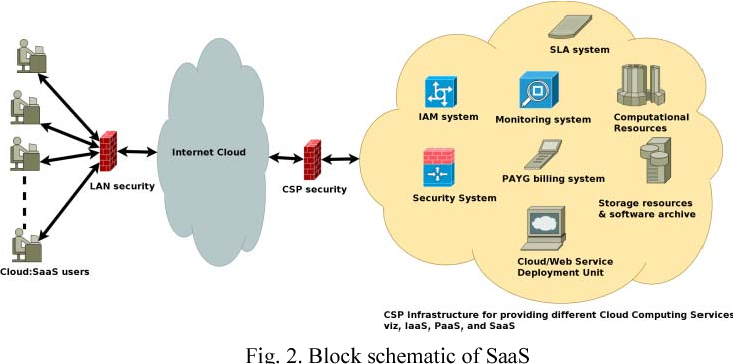 SLA system
IAM system
Monitoring system
Computational
Resources
Internet Cloud
LAN security
CSP security
Security System
PAYG billing system
Storage resources
& software archive
Cloud:SaaS users
Cloud/Web Service
Deployment Unit
CSP Infrastructure for providing different Cloud Computing Services
viz, IaaS, PaaS, and SaaS
Fig. 2. Block schematic of SaaS